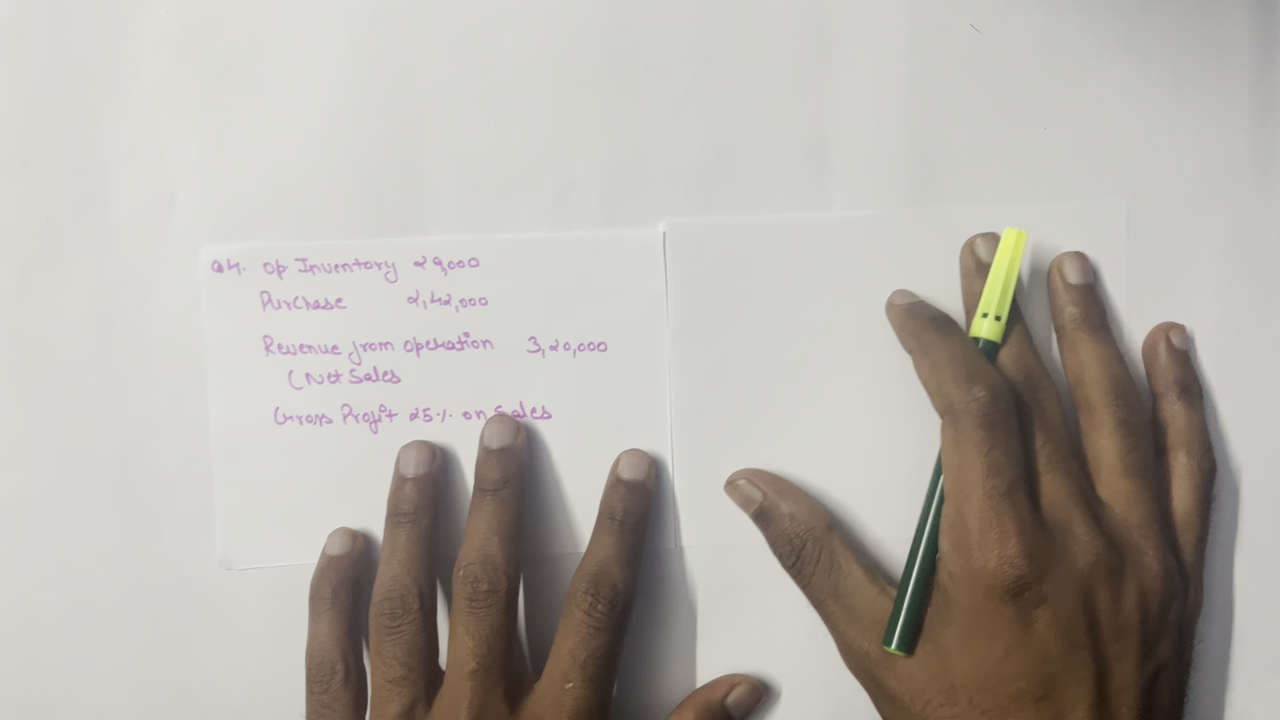 Q4. Op Inventory 29,000
Purchase 2,42,000
Revenue from operation 3,20,000
(Net Sales
Gross Profit 25% on Sales